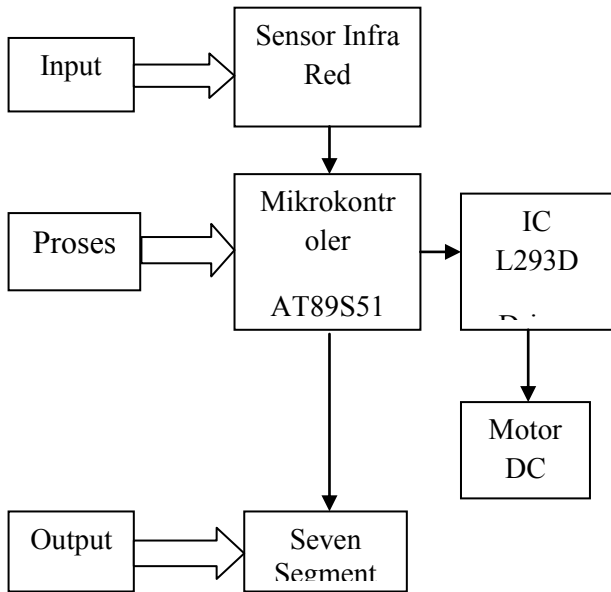 Input
Sensor Infra
Red
Proses
Mikrokontr
oler
AT89S51
IC
L293D
Motor
DC
Output
Seven
Segment